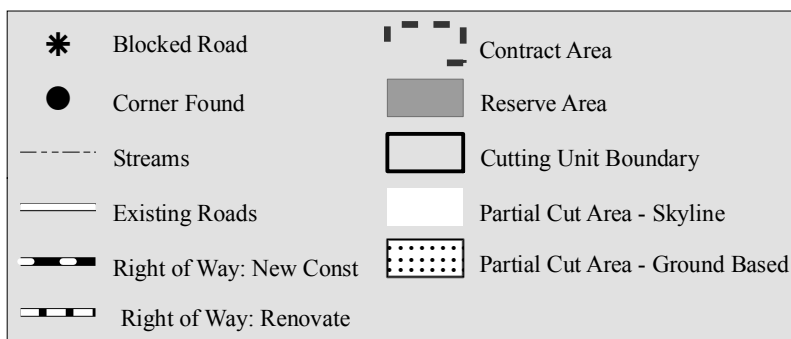 Blocked Road
Corner Found
Streams
Existing Roads
Right of Way: New Const
Right of Way: Renovate
Contract Area
Reserve Area
Cutting Unit Boundary
Partial Cut Area - Skyline
Partial Cut Area - Ground Based